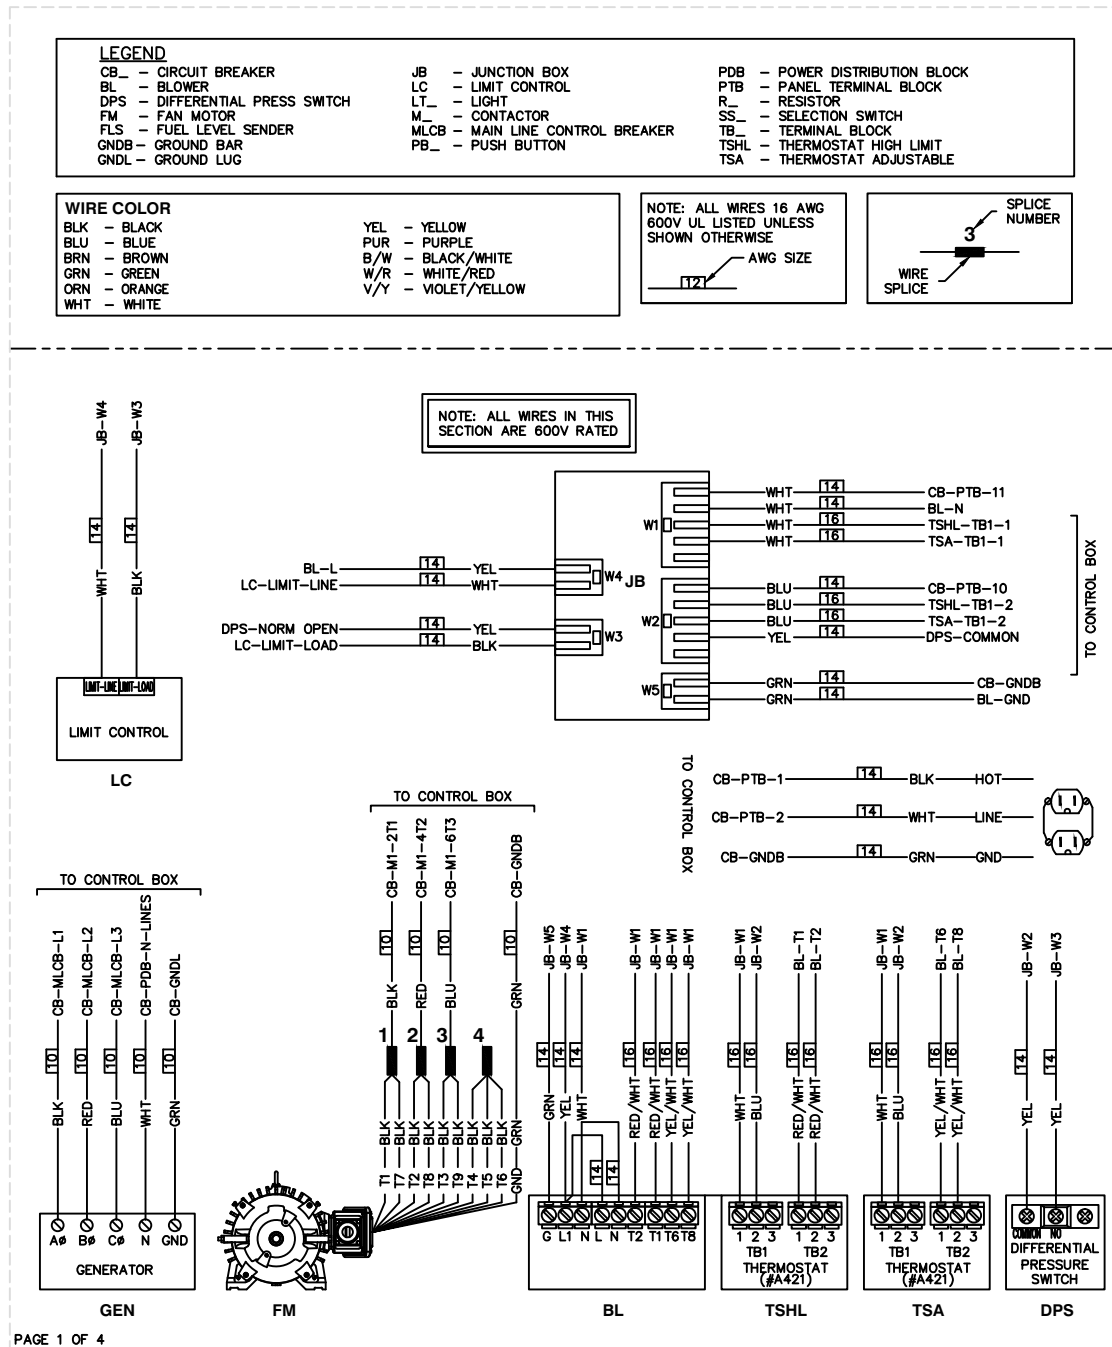 LEGEND
CB_ – CIRCUIT BREAKER
BL – BLOWER
DPS – DIFFERENTIAL PRESS SWITCH
FM – FAN MOTOR
FLS – FUEL LEVEL SENDER
GNDB – GROUND BAR
GNDL – GROUND LUG
JB – JUNCTION BOX
LC – LIMIT CONTROL
LT_ – LIGHT
M_ – CONTACTOR
MLCB – MAIN LINE CONTROL BREAKER
PB_ – PUSH BUTTON
PDB – POWER DISTRIBUTION BLOCK
PTB – PANEL TERMINAL BLOCK
R_ – RESISTOR
SS_ – SELECTION SWITCH
TB_ – TERMINAL BLOCK
TSHL – THERMOSTAT HIGH LIMIT
TSA – THERMOSTAT ADJUSTABLE
WIRE COLOR
BLK – BLACK
BLU – BLUE
BRN – BROWN
GRN – GREEN
ORN – ORANGE
WHT – WHITE
YEL – YELLOW
PUR – PURPLE
B/W – BLACK/WHITE
W/R – WHITE/RED
V/Y – VIOLET/YELLOW
NOTE: ALL WIRES 16 AWG
600V UL LISTED UNLESS
SHOWN OTHERWISE
AWG SIZE
12
SPLICE
NUMBER
3
WIRE
SPLICE
NOTE: ALL WIRES IN THIS
SECTION ARE 600V RATED
JB-W4 14 WHT
JB-W3 14 BLK
LIMIT-LINE LIMIT-LOAD
LIMIT CONTROL
LC
BL-L 14 YEL
LC-LIMIT-LINE 14 WHT
W4
DPS-NORM OPEN 14 YEL
LC-LIMIT-LOAD 14 BLK
W3
JB
W1
WHT 14 CB-PTB-11
WHT 14 BL-N
WHT 16 TSHL-TB1-1
WHT 16 TSA-TB1-1
W2
BLU 14 CB-PTB-10
BLU 16 TSHL-TB1-2
BLU 16 TSA-TB1-2
YEL 14 DPS-COMMON
W5
GRN 14 CB-GNDB
GRN 14 BL-GND
TO CONTROL BOX
TO CONTROL BOX
CB-PTB-1 14 BLK HOT
CB-PTB-2 14 WHT LINE
CB-GNDB 14 GRN GND
TO CONTROL BOX
CB-MLCB-L1 10 BLK
CB-MLCB-L2 10 RED
CB-MLCB-L3 10 BLU
CB-PDB-N-LINES 10 WHT
CB-GNDL 10 GRN
AØ BØ CØ N GND
GENERATOR
GEN
TO CONTROL BOX
CB-M1-2T1 10 BLK
CB-M1-4T2 10 RED
CB-M1-6T3 10 BLU
CB-GNDB 10 GRN
1 2 3 4
BLK BLK BLK BLK BLK BLK BLK BLK BLK GRN
T1 T7 T2 T8 T3 T9 T4 T5 T6 GND
FM
JB-W5 14 GRN
JB-W4 14 YEL
JB-W1 14 WHT
14 14
JB-W1 16 RED/WHT
JB-W1 16 RED/WHT
JB-W1 16 YEL/WHT
JB-W1 16 YEL/WHT
G L1 N L N T2 T1 T6 T8
BL
JB-W1 16 WHT
JB-W2 16 BLU
BL-T1 16 RED/WHT
BL-T2 16 RED/WHT
1 2 3 1 2 3
TB1 TB2
THERMOSTAT
(#A421)
TSHL
JB-W1 16 WHT
JB-W2 16 BLU
BL-T6 16 YEL/WHT
BL-T8 16 YEL/WHT
1 2 3 1 2 3
TB1 TB2
THERMOSTAT
(#A421)
TSA
JB-W2 14 YEL
JB-W3 14 YEL
COMMON NO
DIFFERENTIAL
PRESSURE
SWITCH
DPS
PAGE 1 OF 4